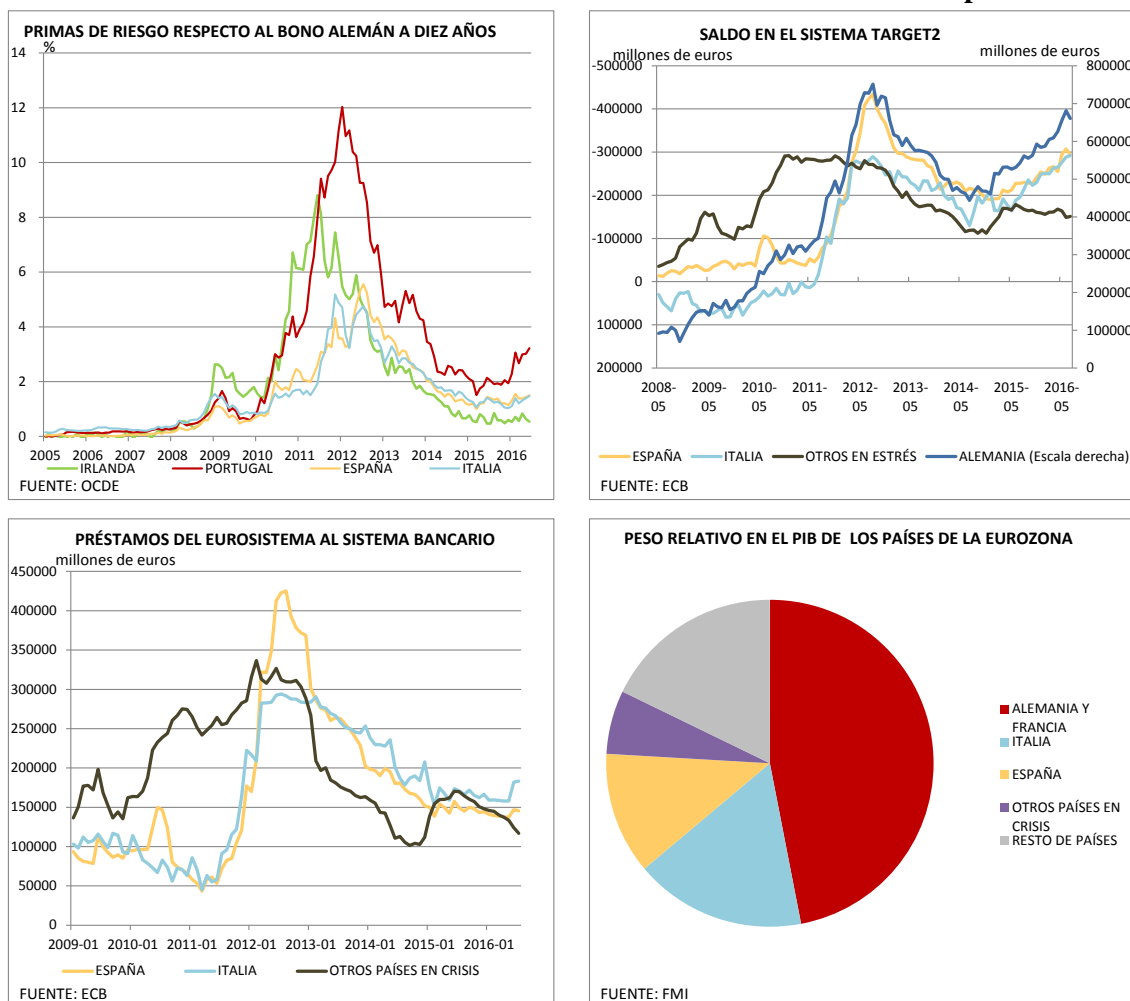 PRIMAS DE RIESGO RESPECTO AL BONO ALEMÁN A DIEZ AÑOS
%
14
12
10
8
6
4
2
0
2005 2006 2007 2008 2009 2010 2011 2012 2013 2014 2015 2016
IRLANDA PORTUGAL ESPAÑA ITALIA
FUENTE: OCDE
SALDO EN EL SISTEMA TARGET2
millones de euros millones de euros
-500000
-400000
-300000
-200000
-100000
0
100000
200000
800000
700000
600000
500000
400000
300000
200000
100000
0
2008- 2009- 2010- 2011- 2012- 2013- 2014- 2015- 2016-
05 05 05 05 05 05 05 05 05
ESPAÑA ITALIA OTROS EN ESTRÉS ALEMANIA (Escala derecha)
FUENTE: ECB
PRÉSTAMOS DEL EUROSISTEMA AL SISTEMA BANCARIO
millones de euros
450000
400000
350000
300000
250000
200000
150000
100000
50000
0
2009-01 2010-01 2011-01 2012-01 2013-01 2014-01 2015-01 2016-01
ESPAÑA ITALIA OTROS PAÍSES EN CRISIS
FUENTE: ECB
PESO RELATIVO EN EL PIB DE LOS PAÍSES DE LA EUROZONA
ALEMANIA Y
FRANCIA
ITALIA
ESPAÑA
OTROS PAÍSES EN
CRISIS
RESTO DE PAÍSES
FUENTE: FMI